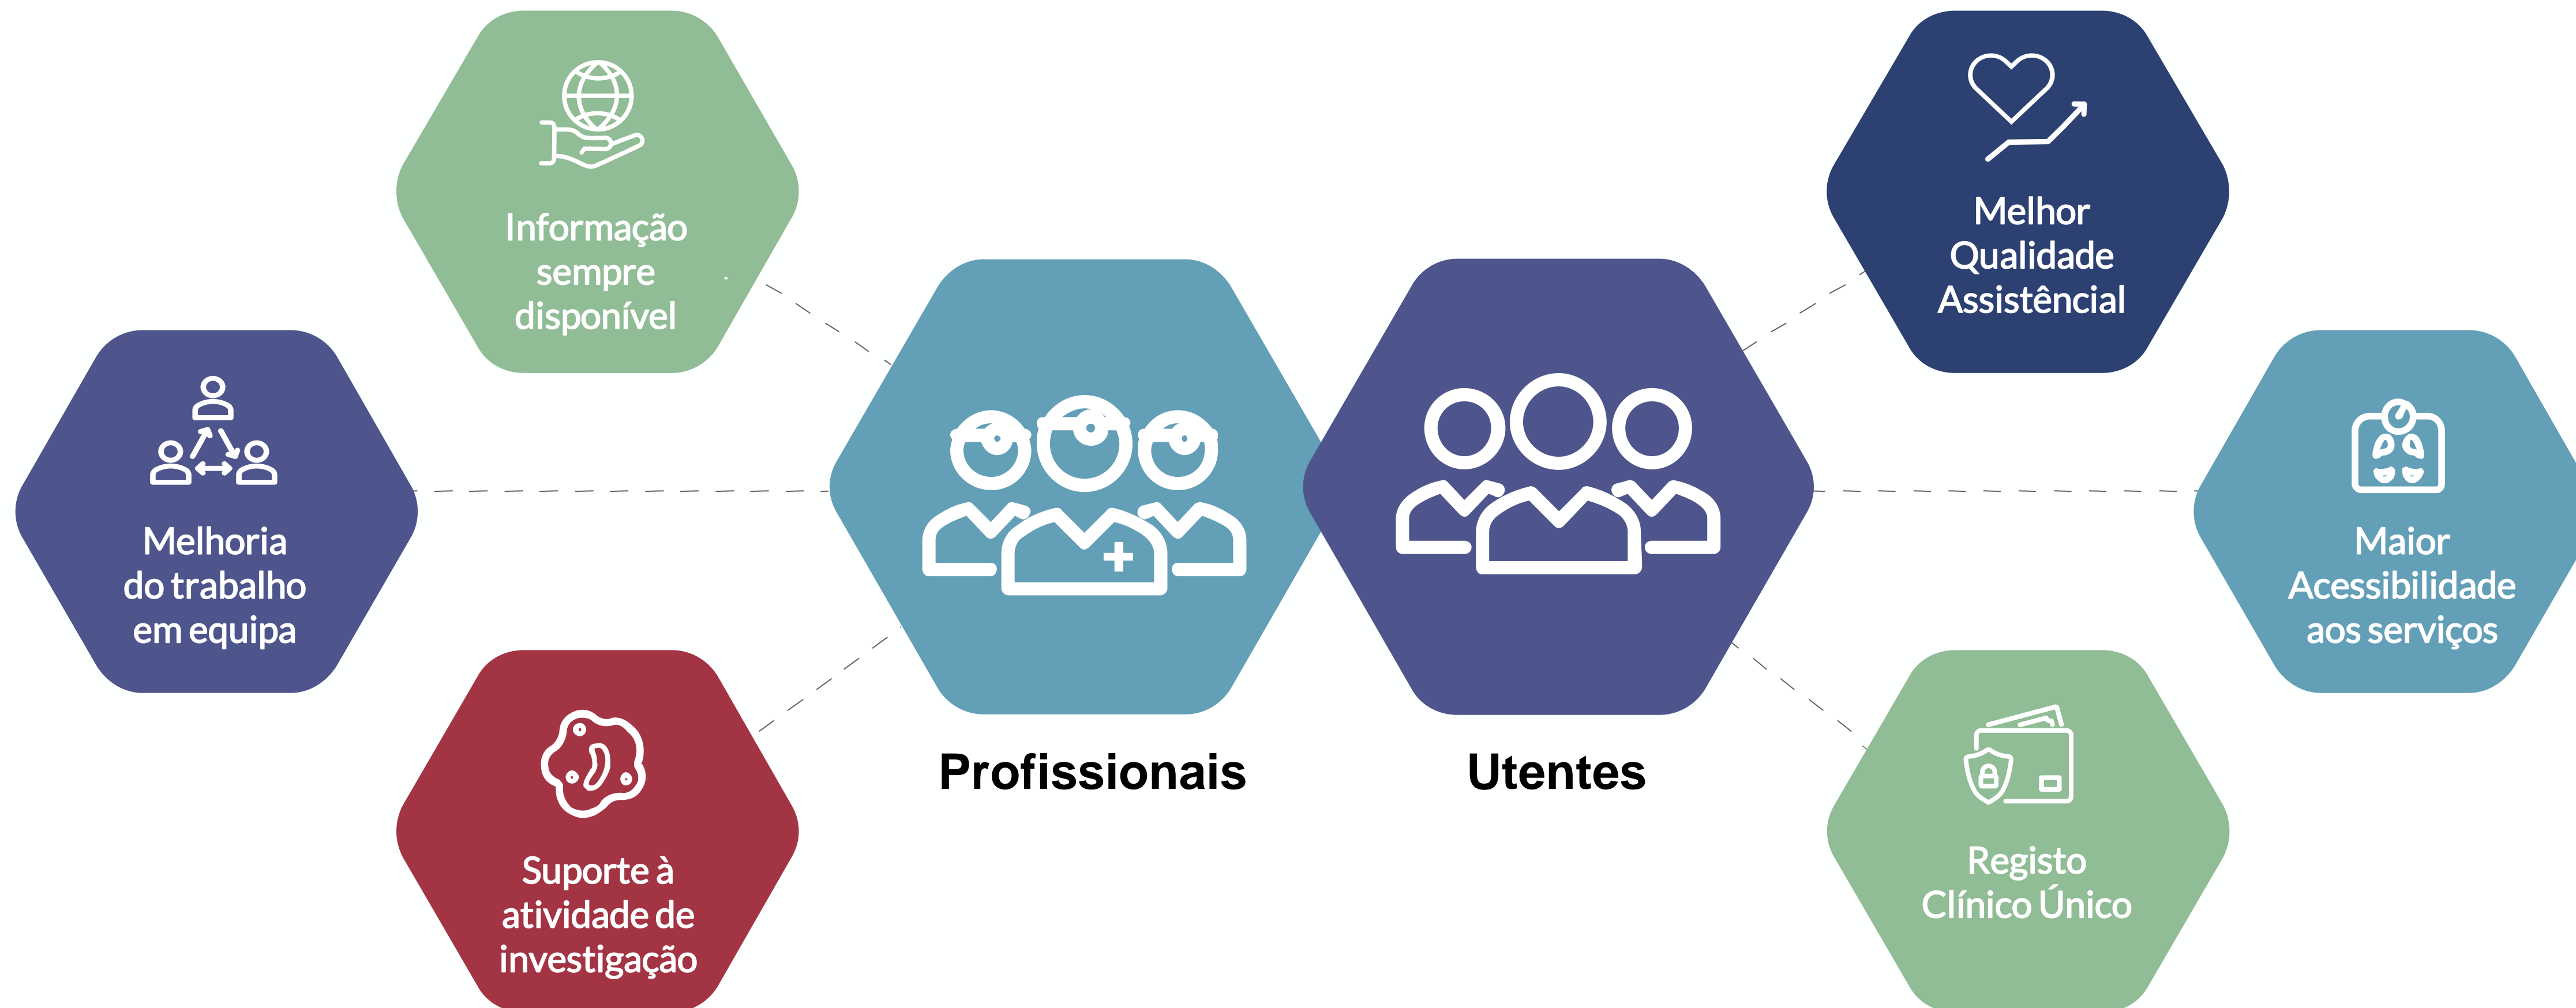 Informação
sempre
disponível
Melhoria
do trabalho
em equipa
Suporte à
atividade de
investigação
Profissionais
Utentes
Melhor
Qualidade
Assistêncial
Maior
Acessibilidade
aos serviços
Registo
Clínico Único